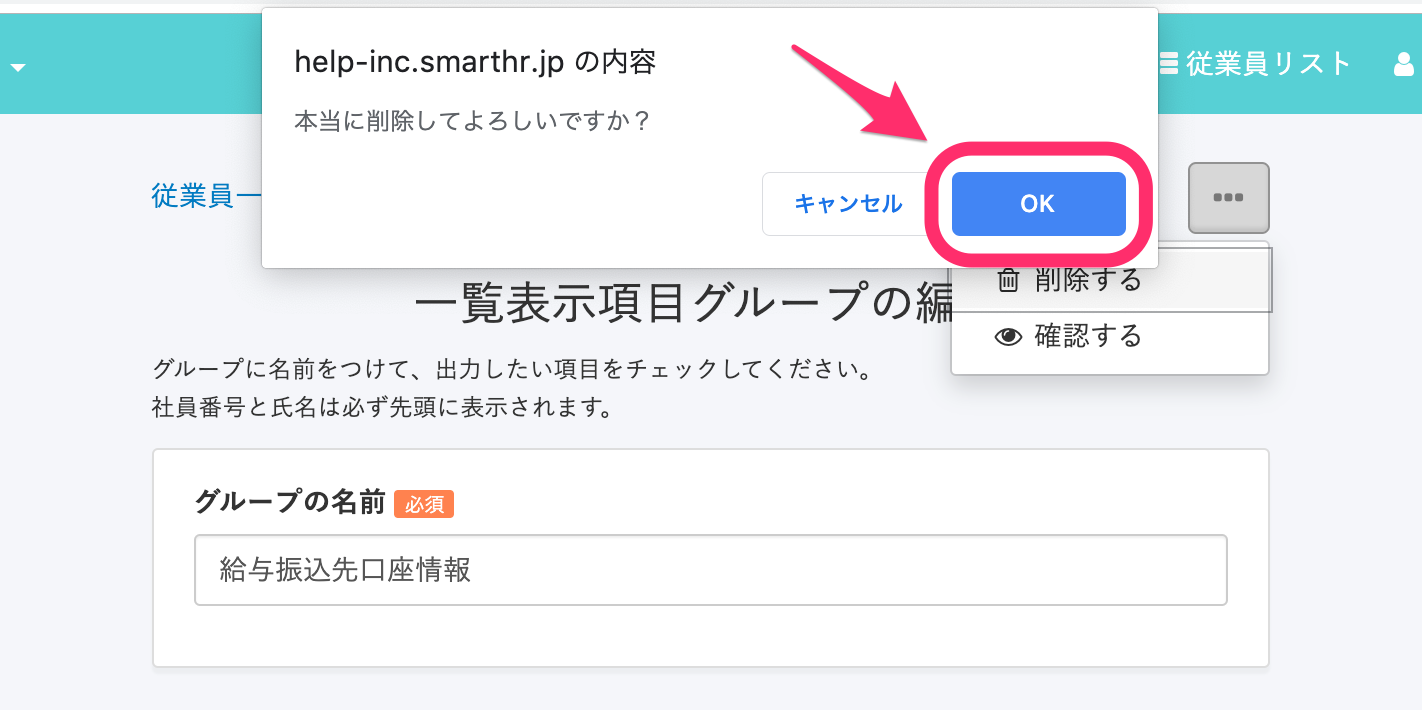 help-inc.smarthr.jp の内容
本当に削除してよろしいですか？
キャンセル
OK
従業員リスト
従業員一
削除する
確認する
一覧表示項目グループの編
グループに名前をつけて、出力したい項目をチェックしてください。
社員番号と氏名は必ず先頭に表示されます。
グループの名前 必須
給与振込先口座情報